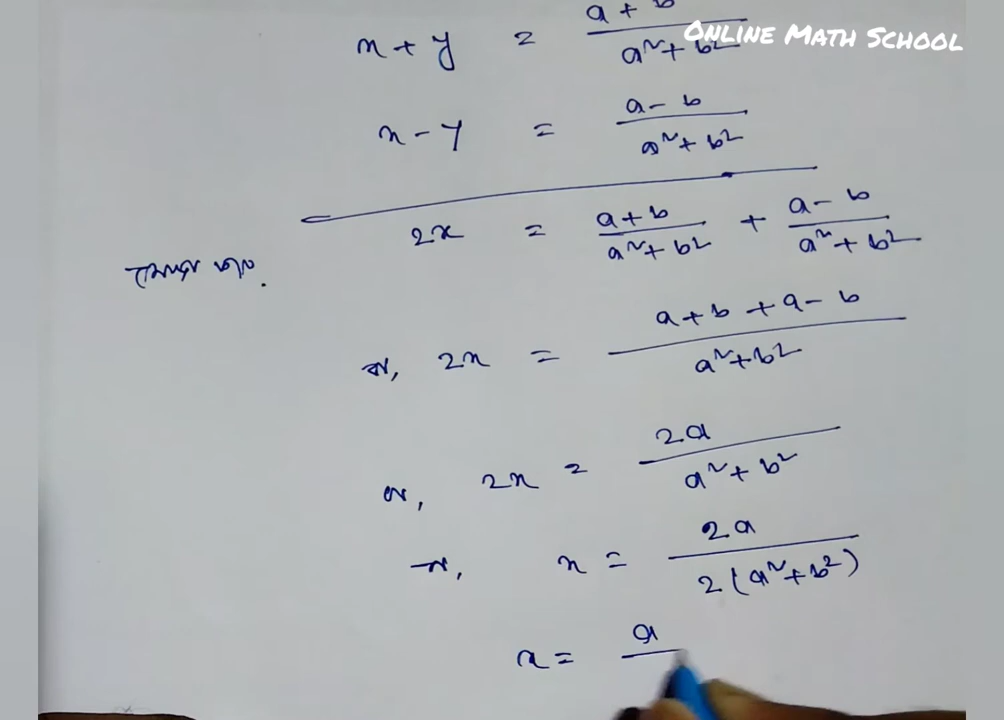 ONLINE MATH SCHOOL
x + y = a + b / a² + b²
x - y = a - b / a² + b²
2x = a + b / a² + b² + a - b / a² + b²
যোগ করে
বা, 2x = a + b + a - b / a² + b²
বা, 2x = 2a / a² + b²
বা, x = 2a / 2(a² + b²)
x = a